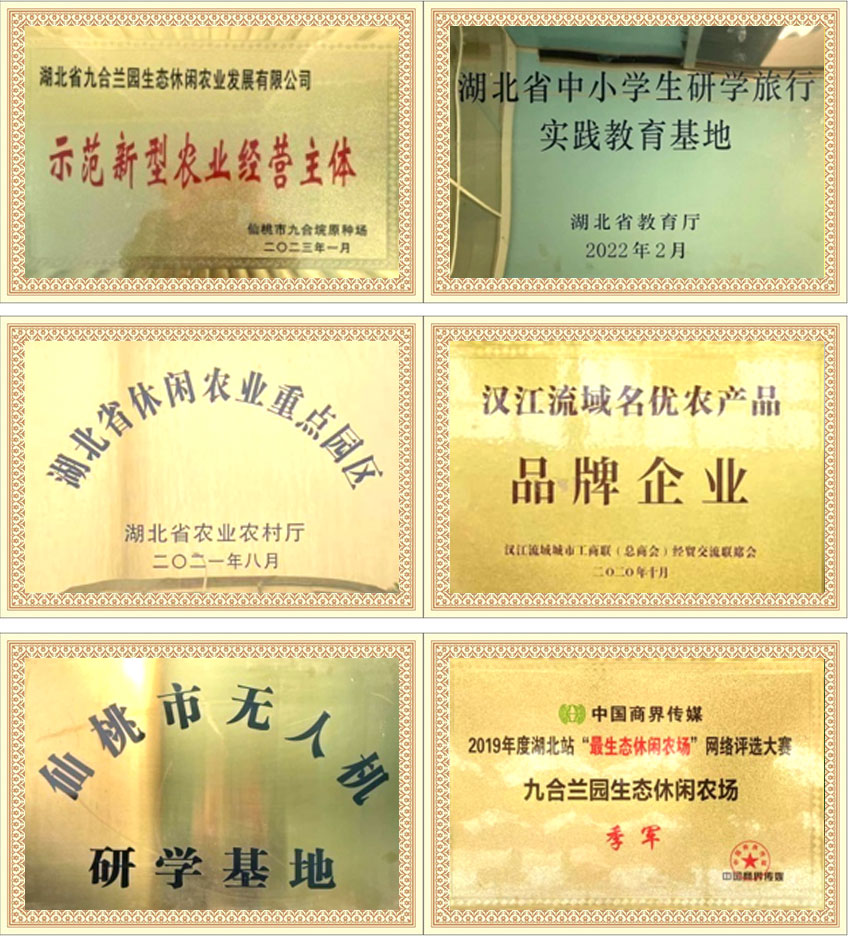 湖北省九合兰园生态休闲农业发展有限公司
示范新型农业经营主体
仙桃市九合垸原种场
二〇二三年一月
湖北省中小学生研学旅行
实践教育基地
湖北省教育厅
2022年2月
湖北省休闲农业重点园区
湖北省农业农村厅
二〇二一年八月
汉江流域名优农产品
品牌企业
汉江流域城市工商联（总商会）经贸交流联席会
二〇二〇年十月
仙桃市无人机
研学基地
中国商界传媒
2019年度湖北站“最生态休闲农场”网络评选大赛
九合兰园生态休闲农场
季军
中国商界传媒